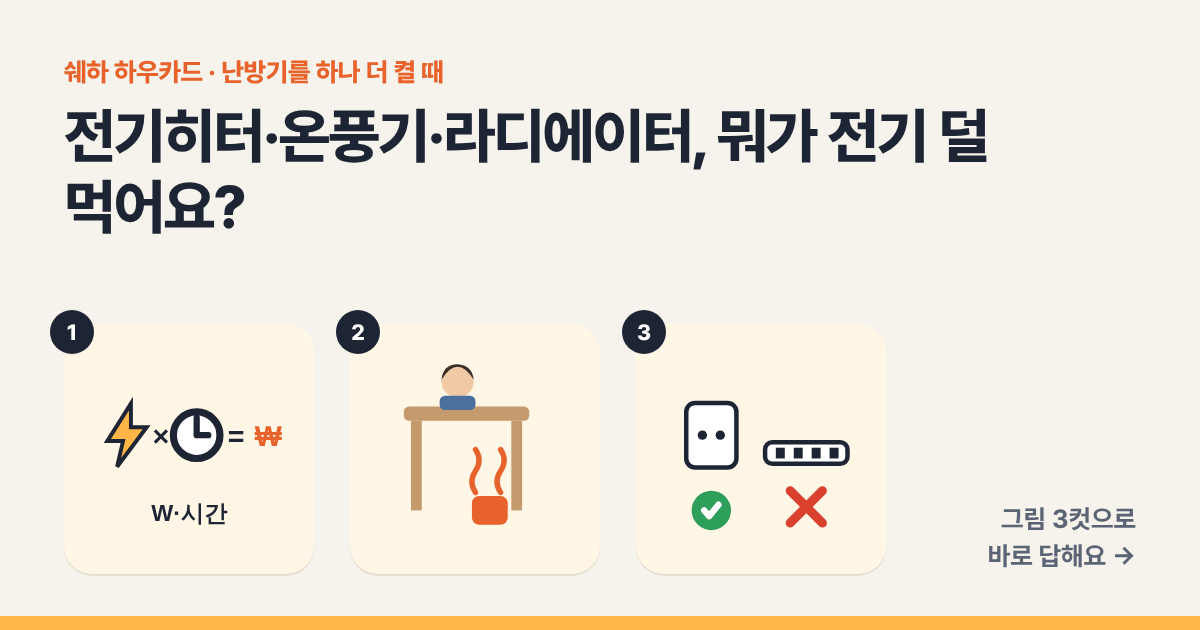 쉐하 하우카드 · 난방기를 하나 더 켤 때
전기히터·온풍기·라디에이터, 뭐가 전기 덜
먹어요?
1
2
3
× = ₩
W·시간
그림 3컷으로
바로 답해요 →